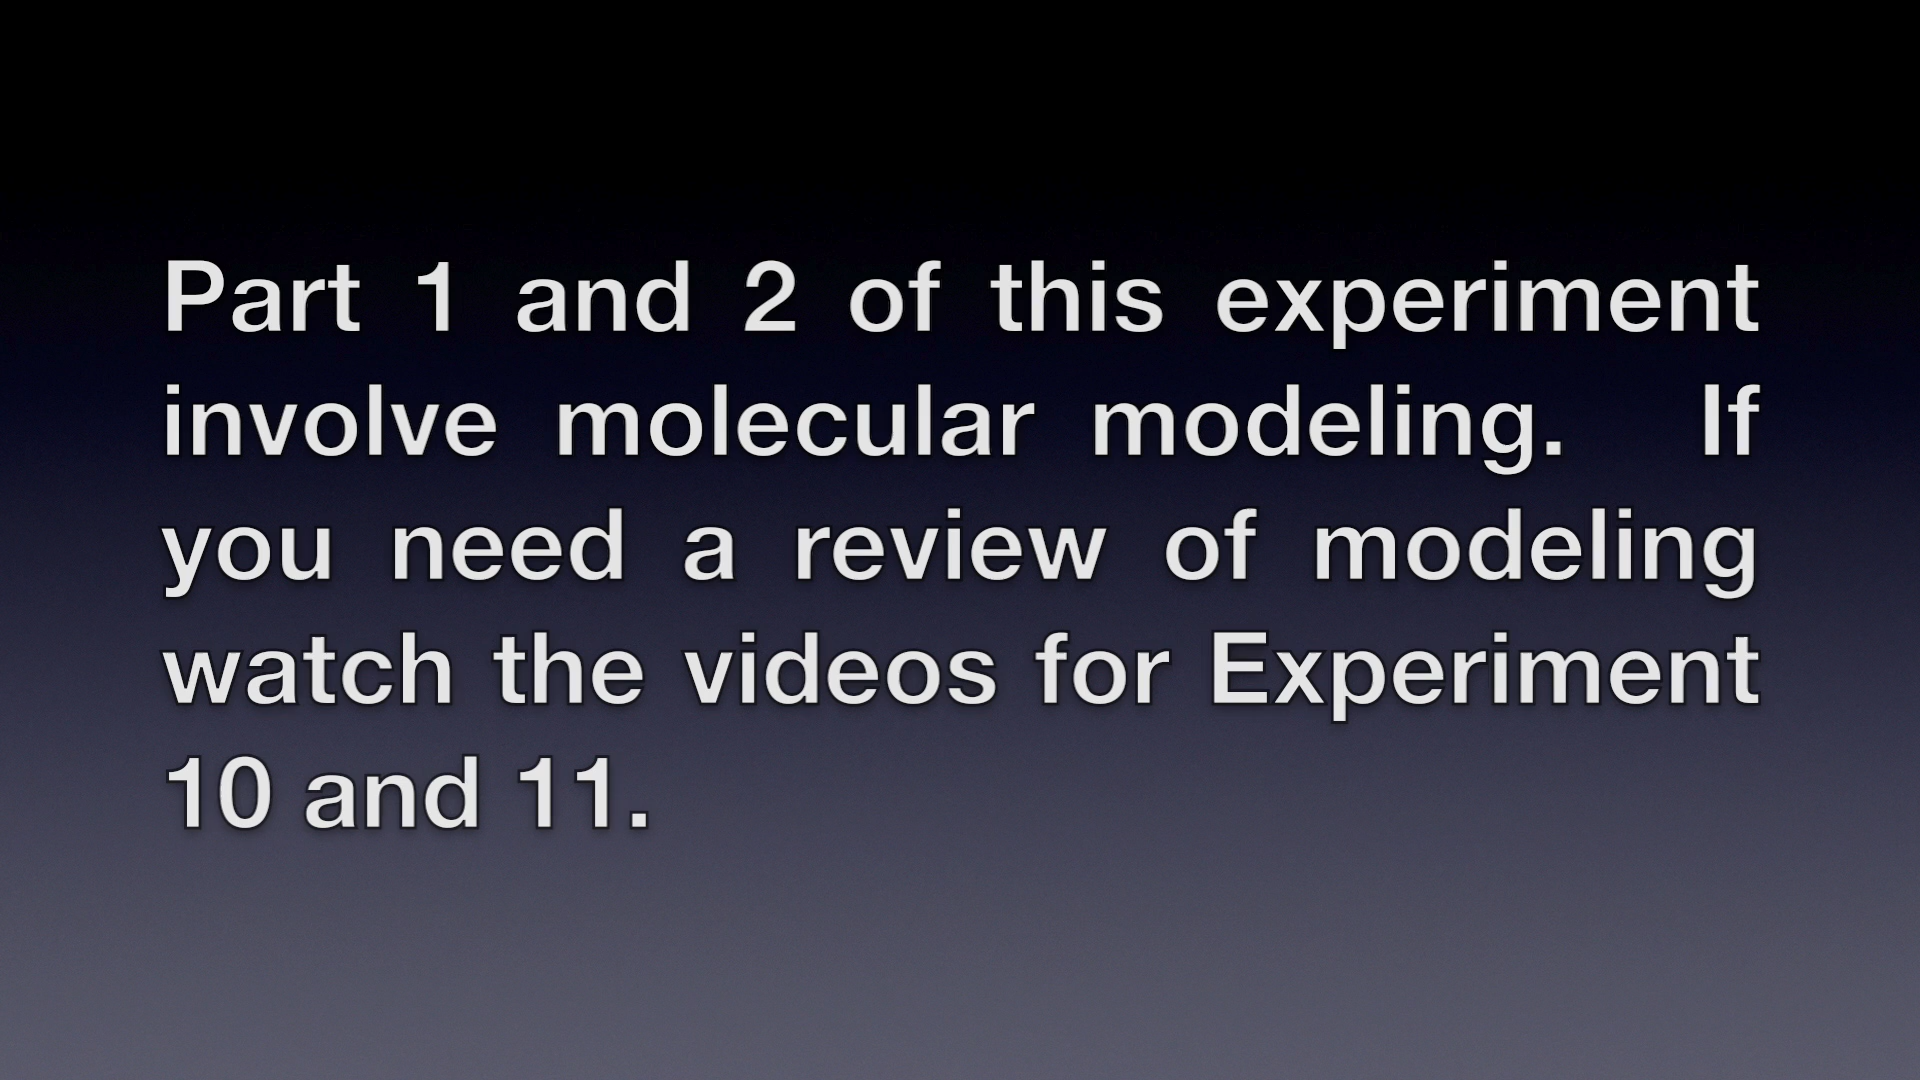 Part 1 and 2 of this experiment
involve molecular modeling. If
you need a review of modeling
watch the videos for Experiment
10 and 11.